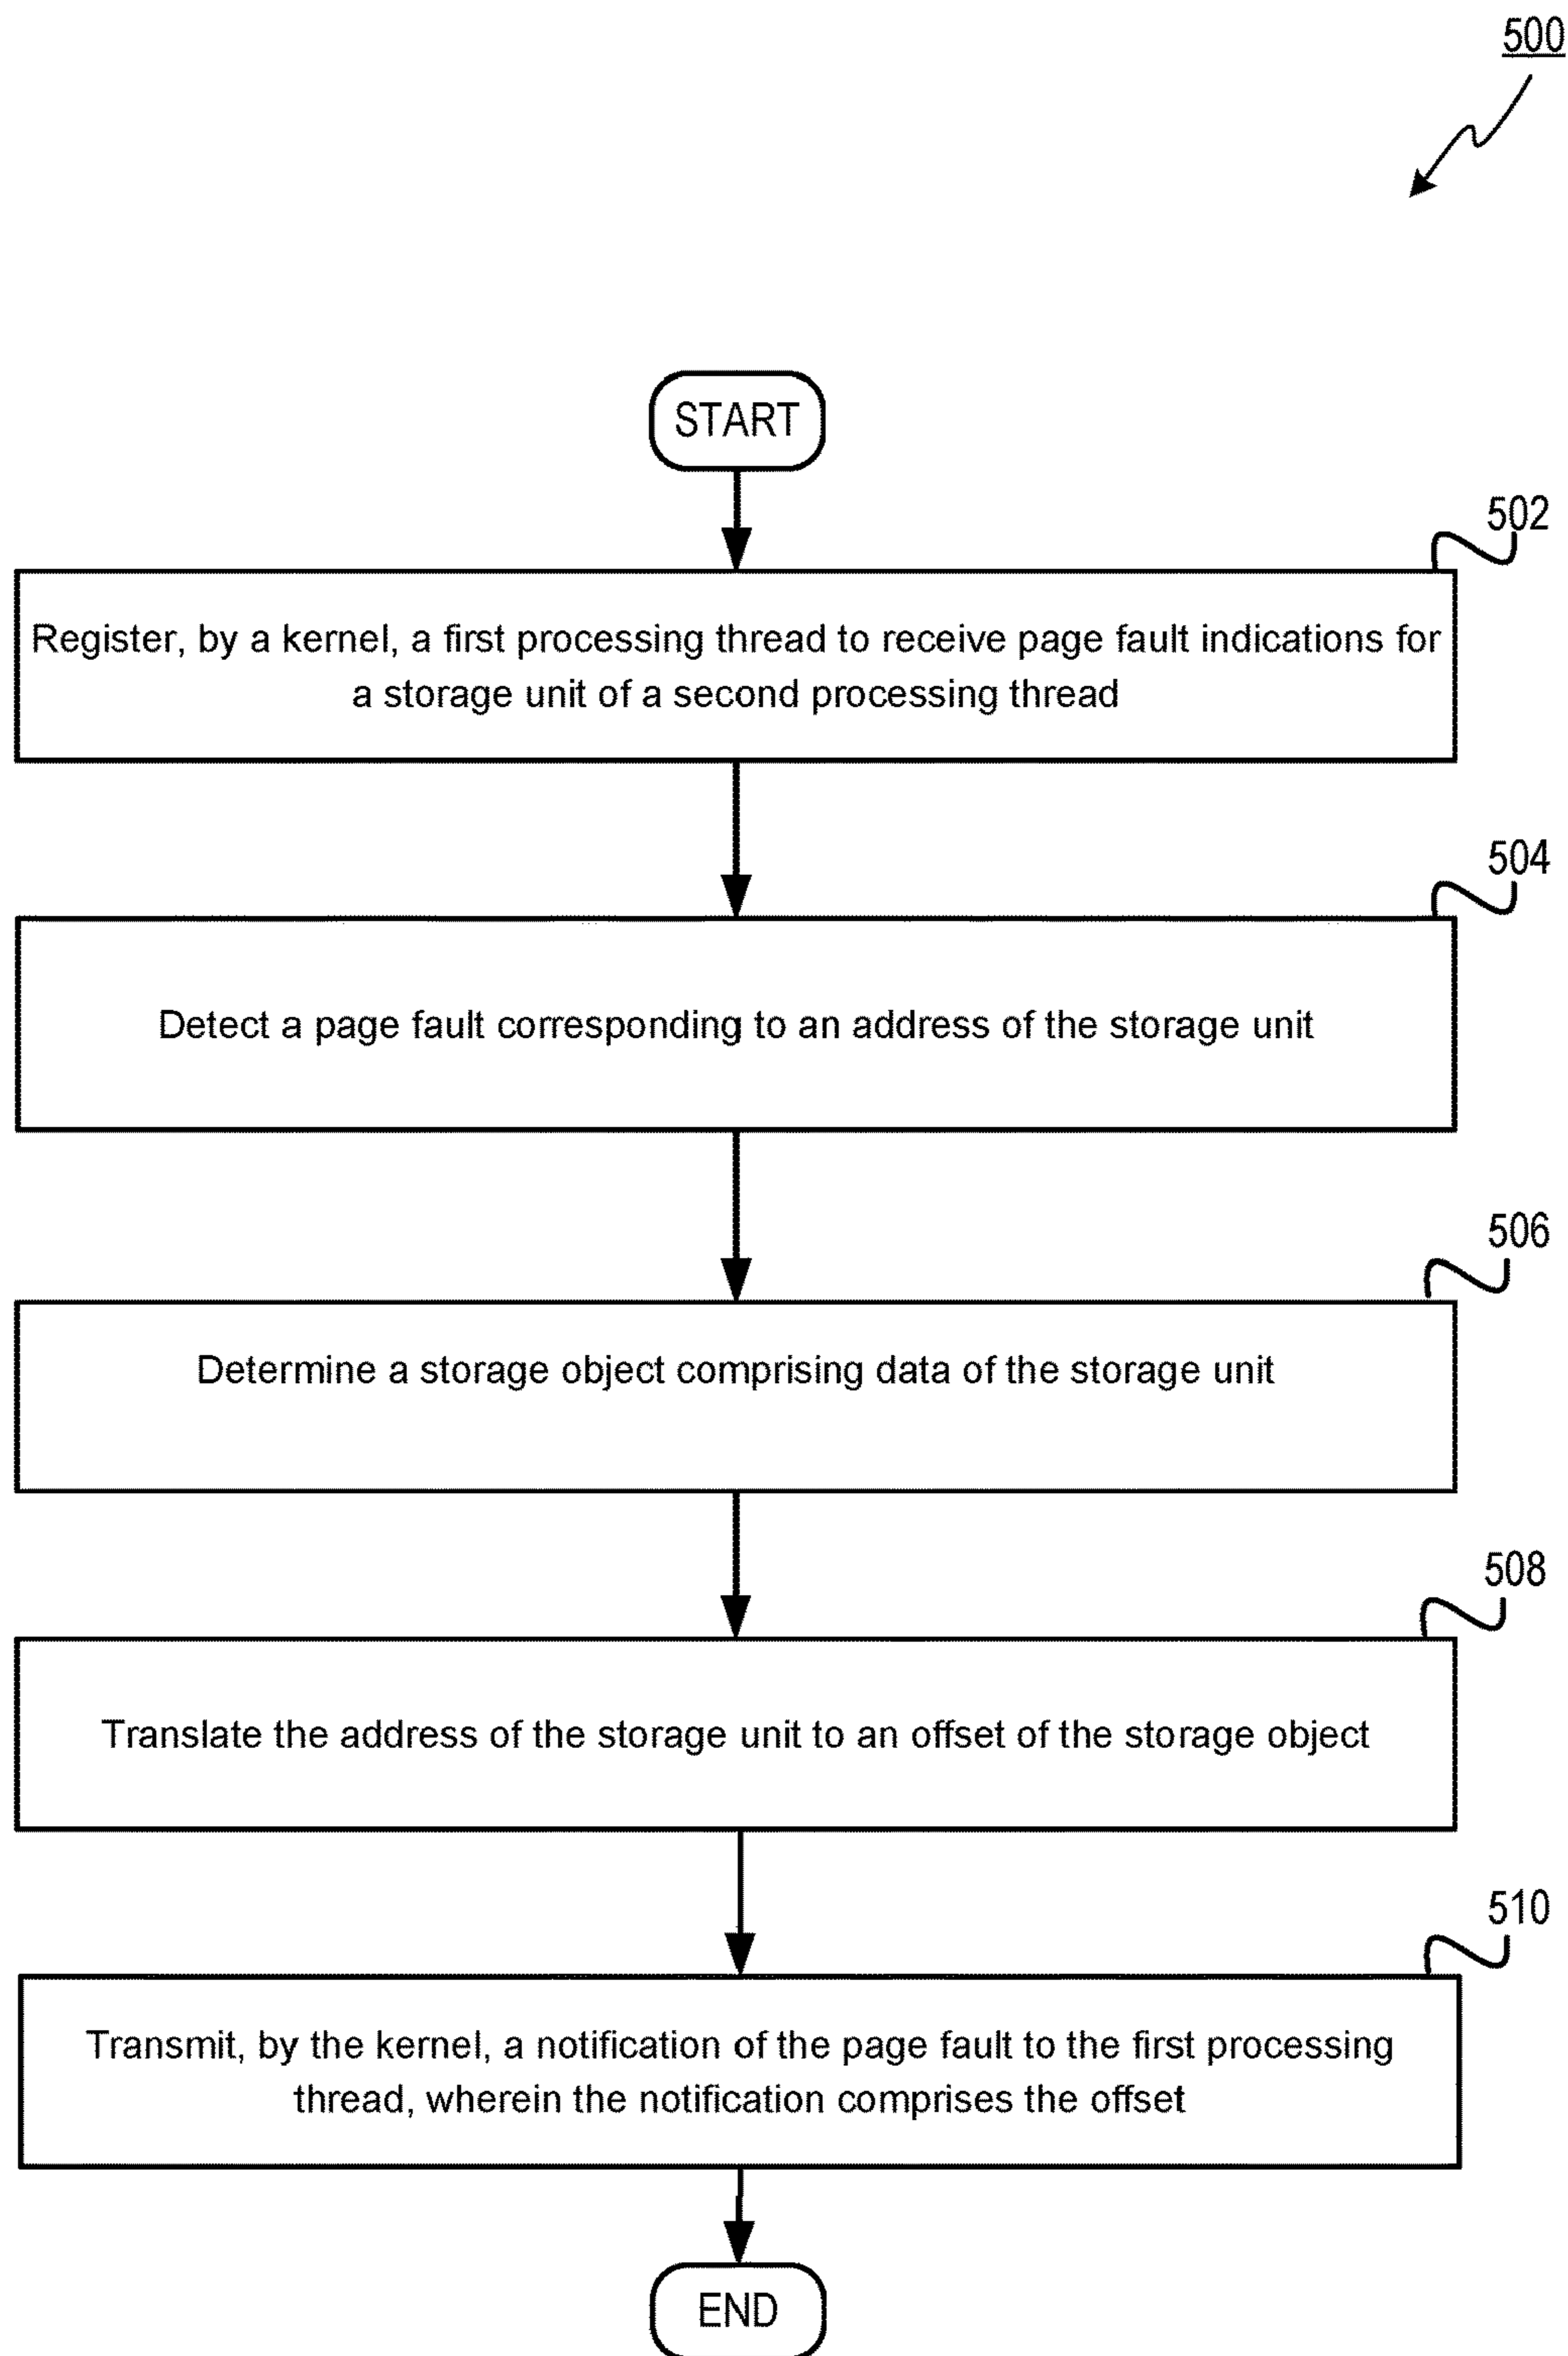 500
START
502
Register, by a kernel, a first processing thread to receive page fault indications for
a storage unit of a second processing thread
504
Detect a page fault corresponding to an address of the storage unit
506
Determine a storage object comprising data of the storage unit
508
Translate the address of the storage unit to an offset of the storage object
510
Transmit, by the kernel, a notification of the page fault to the first processing
thread, wherein the notification comprises the offset
END